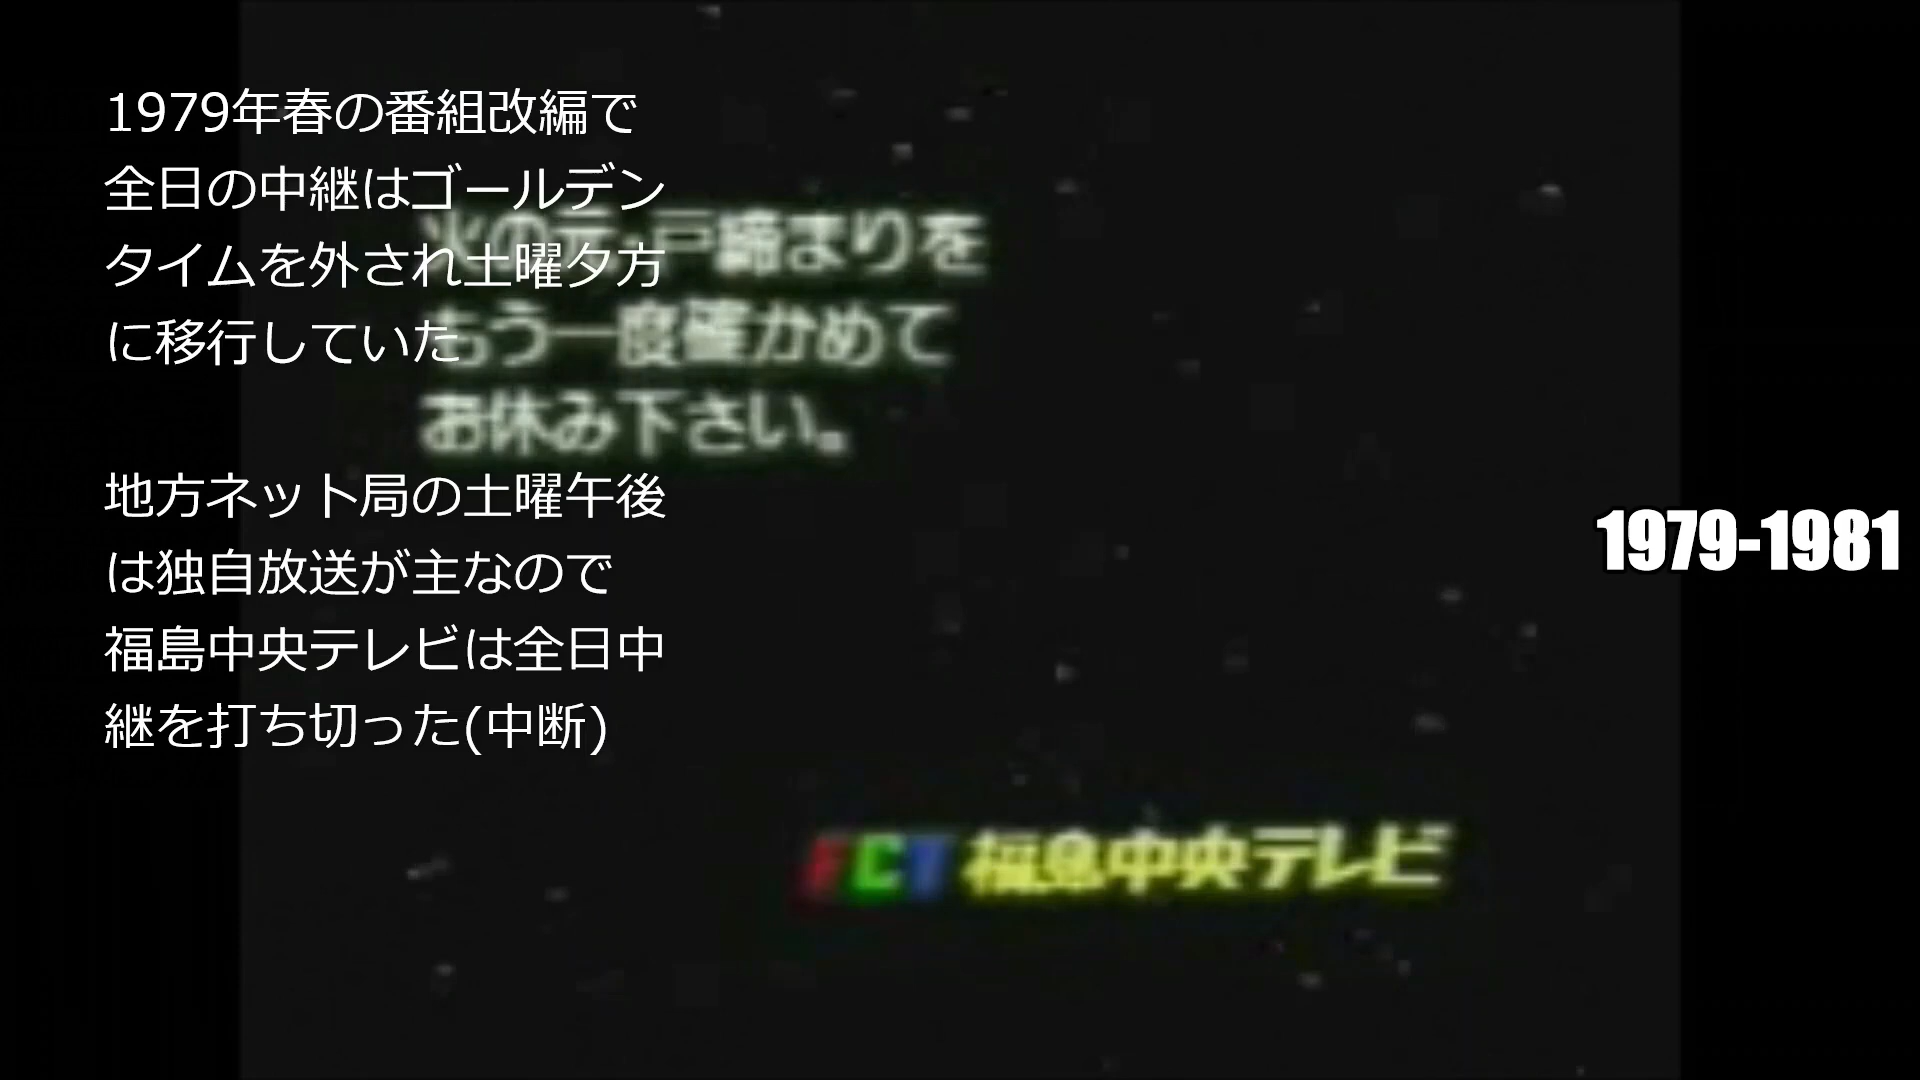 1979年春の番組改編で
全日の中継はゴールデン
タイムを外され土曜夕方
に移行していた
地方ネット局の土曜午後
は独自放送が主なので
福島中央テレビは全日中
継を打ち切った(中断)
火の元・戸締まりを
もう一度確かめて
お休み下さい。
1979-1981
FCT 福島中央テレビ